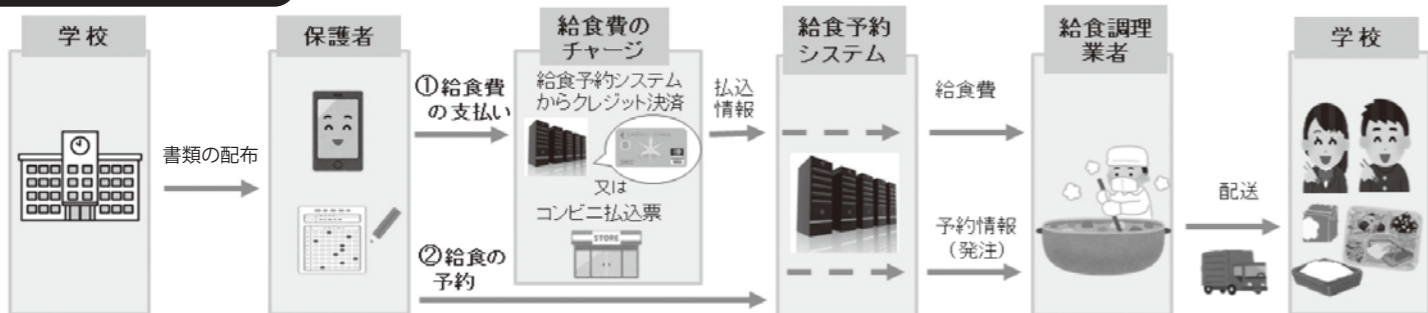 学校
書類の配布
保護者
①給食費
の支払い
②給食の
予約
給食費の
チャージ
給食予約システム
からクレジット決済
又は
コンビニ払込票
STORE
払込
情報
給食予約
システム
給食費
予約情報
(発注)
給食調理
業者
配送
学校